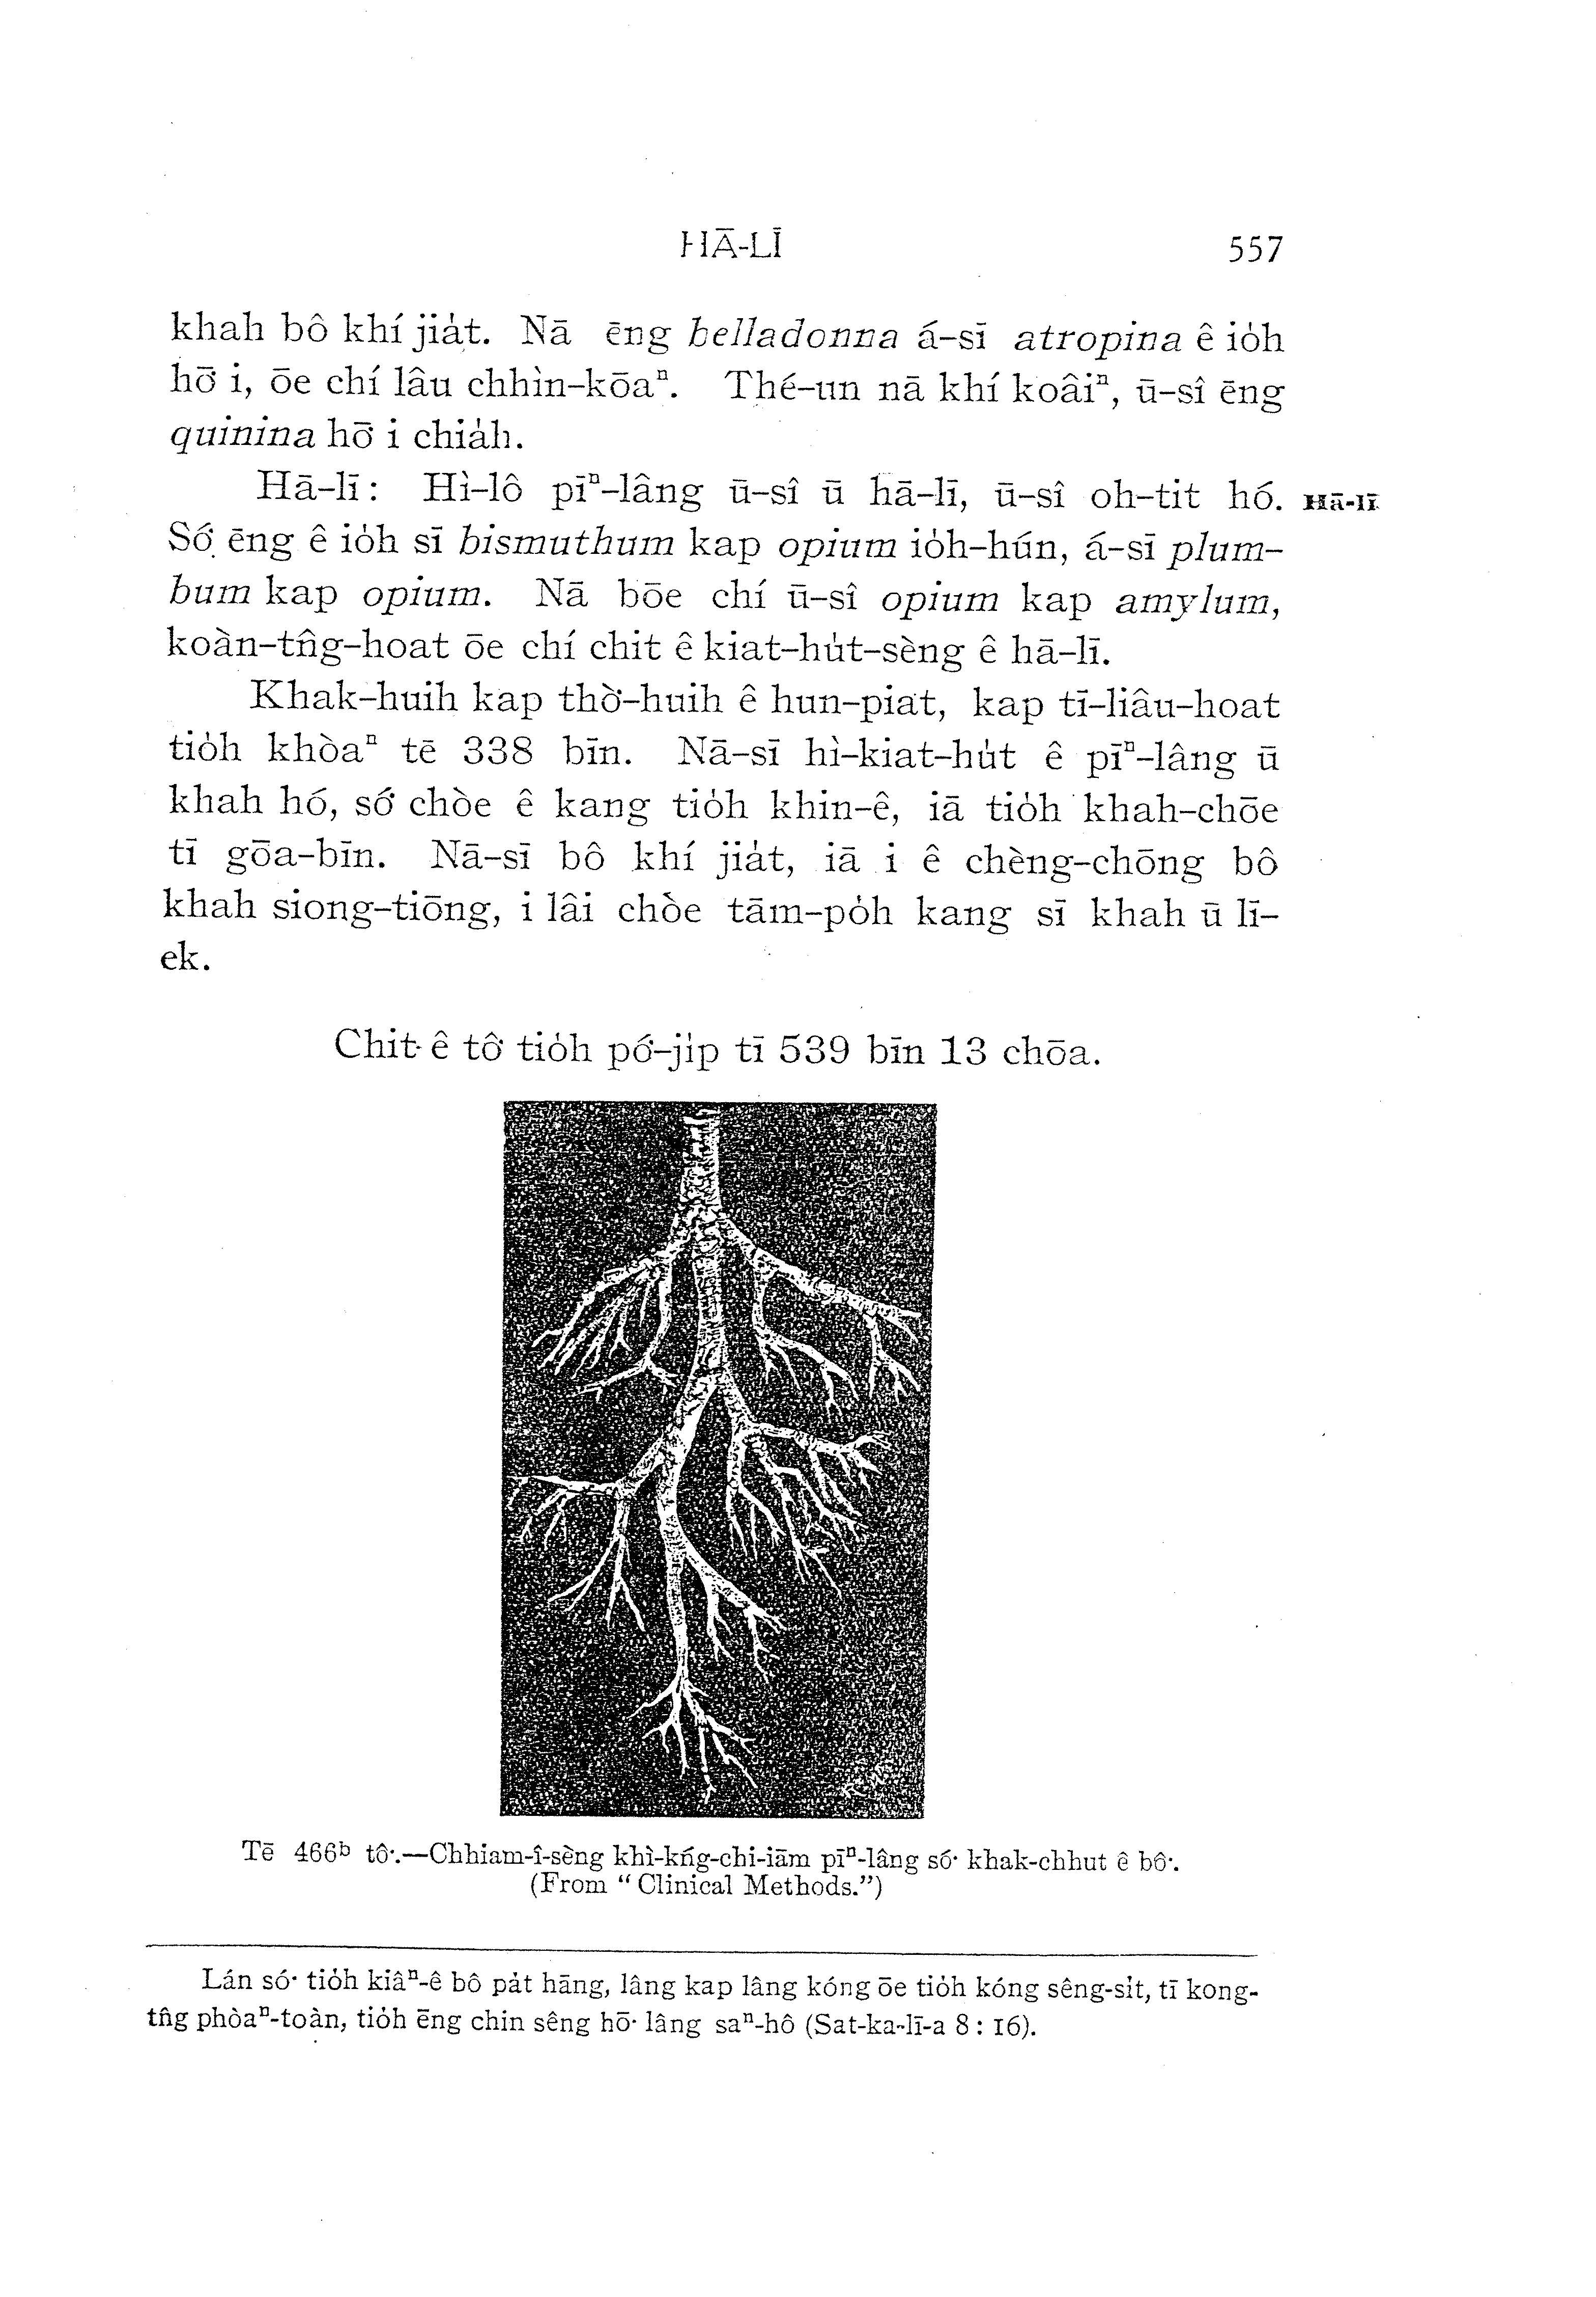 HĀ-LĪ 557
khah bô khí jia̍t. Nā ēng belladonna á-sī atropina ê io̍h
hō͘ i, ōe chí lâu chhìn-kōaⁿ. Thé-un nā khí koâiⁿ, ū-sî ēng
quinina hō͘ i chia̍h.
Hā-lī: Hì-lô pīⁿ-lâng ū-sî ū hā-lī, ū-sî oh-tit hó. Hā-lī
Só͘ ēng ê io̍h sī bismuthum kap opium io̍h-hún, á-sī plum-
bum kap opium. Nā bōe chí ū-sî opium kap amylum,
koàn-tn̂g-hoat ōe chí chit ê kiat-hu̍t-sèng ê hā-lī.
Khak-huih kap thò͘-huih ê hun-piat, kap tī-liâu-hoat
tio̍h khòaⁿ tē 338 bīn. Nā-sī hì-kiat-hu̍t ê pīⁿ-lâng ū
khah hó, só͘ chòe ê kang tio̍h khin-ê, iā tio̍h khah-chōe
tī gōa-bīn. Nā-sī bô khí jia̍t, iā i ê chèng-chōng bô
khah siong-tiōng, i lâi chòe tām-po̍h kang sī khah ū lī-
ek.
Chit-ê tô͘ tio̍h pó͘-ji̍p tī 539 bīn 13 chōa.
Tē 466ᵇ tô͘.—Chhiam-î-sèng khì-kńg-chi-iām pīⁿ-lâng só͘ khak-chhut ê bô͘.
(From “Clinical Methods.”)
Lán só͘ tio̍h kiâⁿ-ê bô pa̍t hāng, lâng kap lâng kóng ōe tio̍h kóng sêng-si̍t, tī kong-
tn̂g phòaⁿ-toàn, tio̍h ēng chin sêng hō͘ lâng saⁿ-hô (Sat-ka-lī-a 8 : 16).